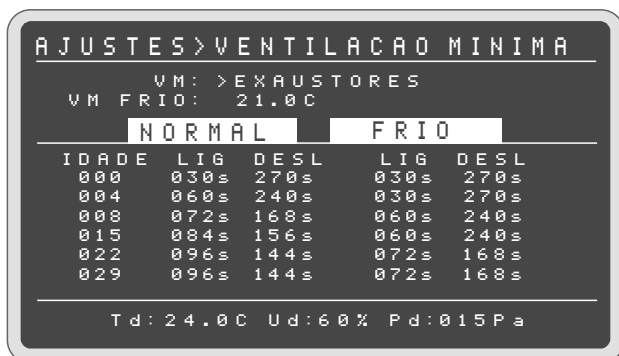 AJUSTES>VENTILACAO MINIMA
VM: >EXAUSTORES
VM FRIO: 21.0C
NORMAL FRIO
IDADE LIG DESL LIG DESL
000 030s 270s 030s 270s
004 060s 240s 030s 270s
008 072s 168s 060s 240s
015 084s 156s 060s 240s
022 096s 144s 072s 168s
029 096s 144s 072s 168s
Td:24.0C Ud:60% Pd:015Pa